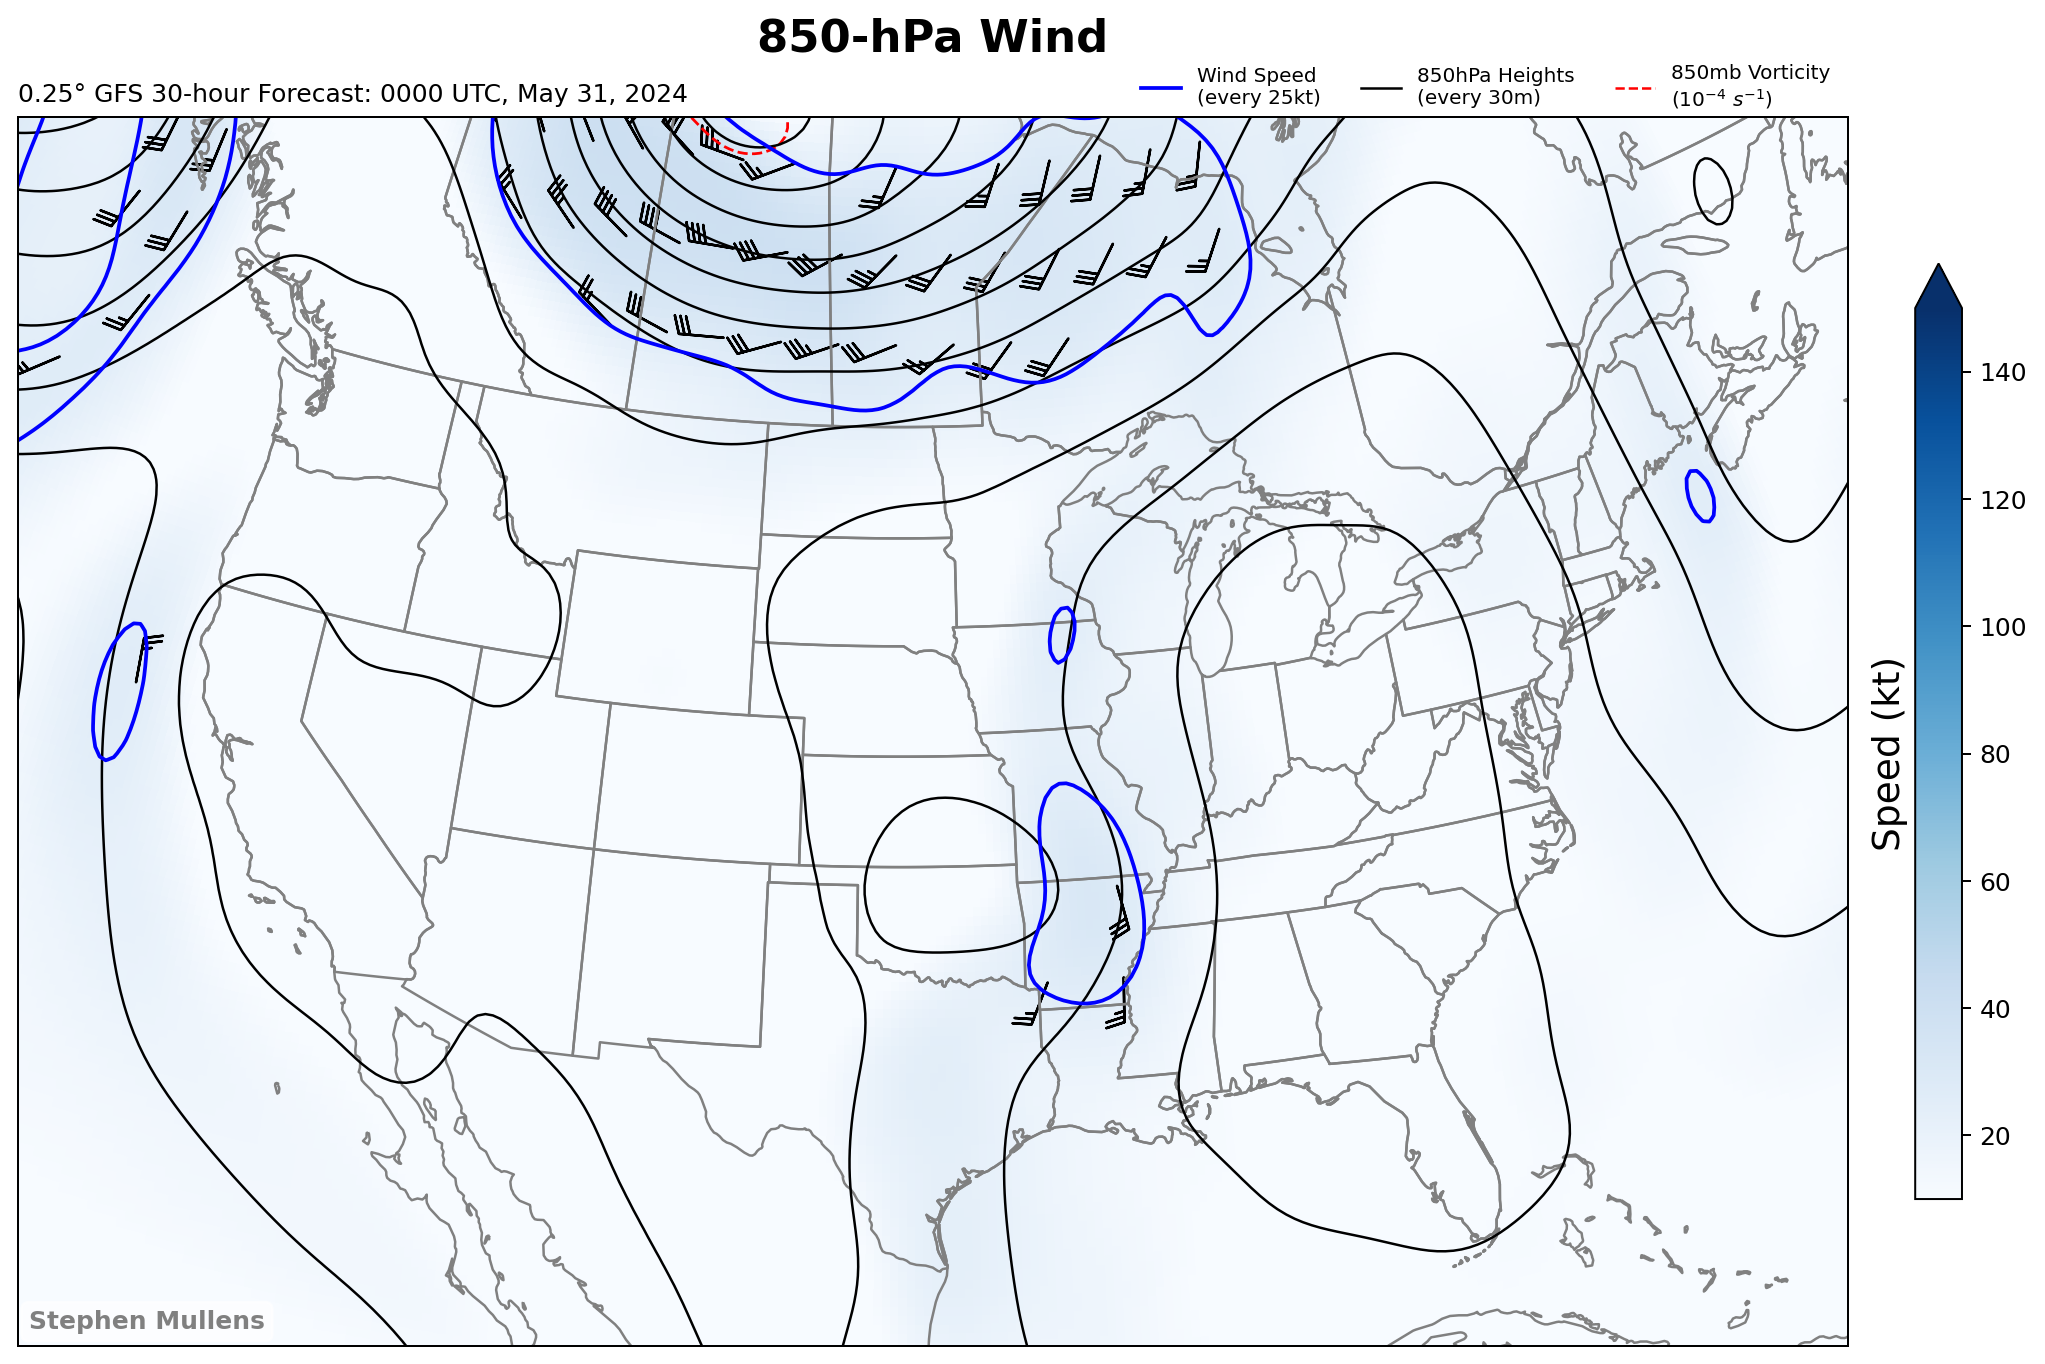 850-hPa Wind
0.25° GFS 30-hour Forecast: 0000 UTC, May 31, 2024
Wind Speed
(every 25kt)
850hPa Heights
(every 30m)
850mb Vorticity
(10⁻⁴ s⁻¹)
140
120
100
80
60
40
20
Speed (kt)
Stephen Mullens